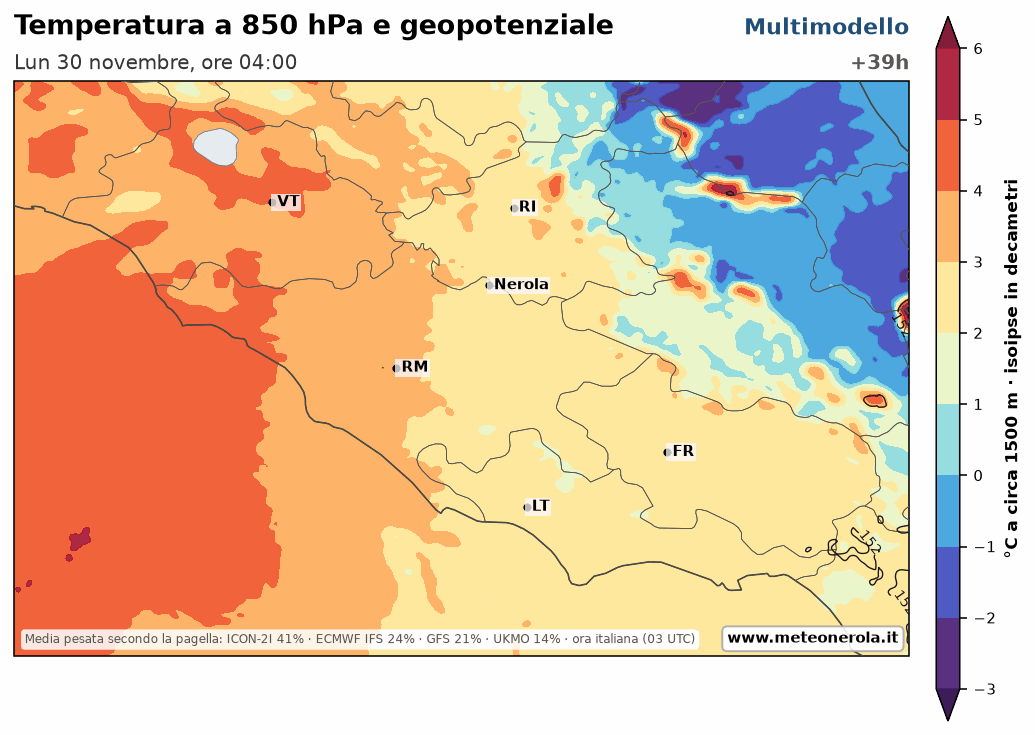 Temperatura a 850 hPa e geopotenziale
Multimodello
Lun 30 novembre, ore 04:00
+39h
VT
RI
Nerola
RM
FR
LT
152
Media pesata secondo la pagella: ICON-2I 41% · ECMWF IFS 24% · GFS 21% · UKMO 14% · ora italiana (03 UTC)
www.meteonerola.it
6
5
4
3
2
1
0
−1
−2
−3
°C a circa 1500 m · isoipse in decametri